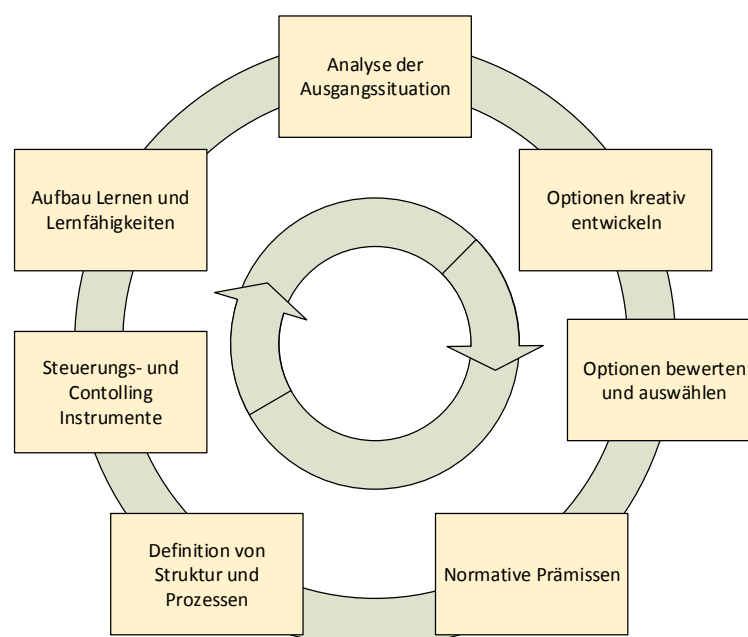 Analyse der
Ausgangssituation
Optionen kreativ
entwickeln
Optionen bewerten
und auswählen
Normative Prämissen
Definition von
Struktur und
Prozessen
Steuerungs- und
Contolling
Instrumente
Aufbau Lernen und
Lernfähigkeiten